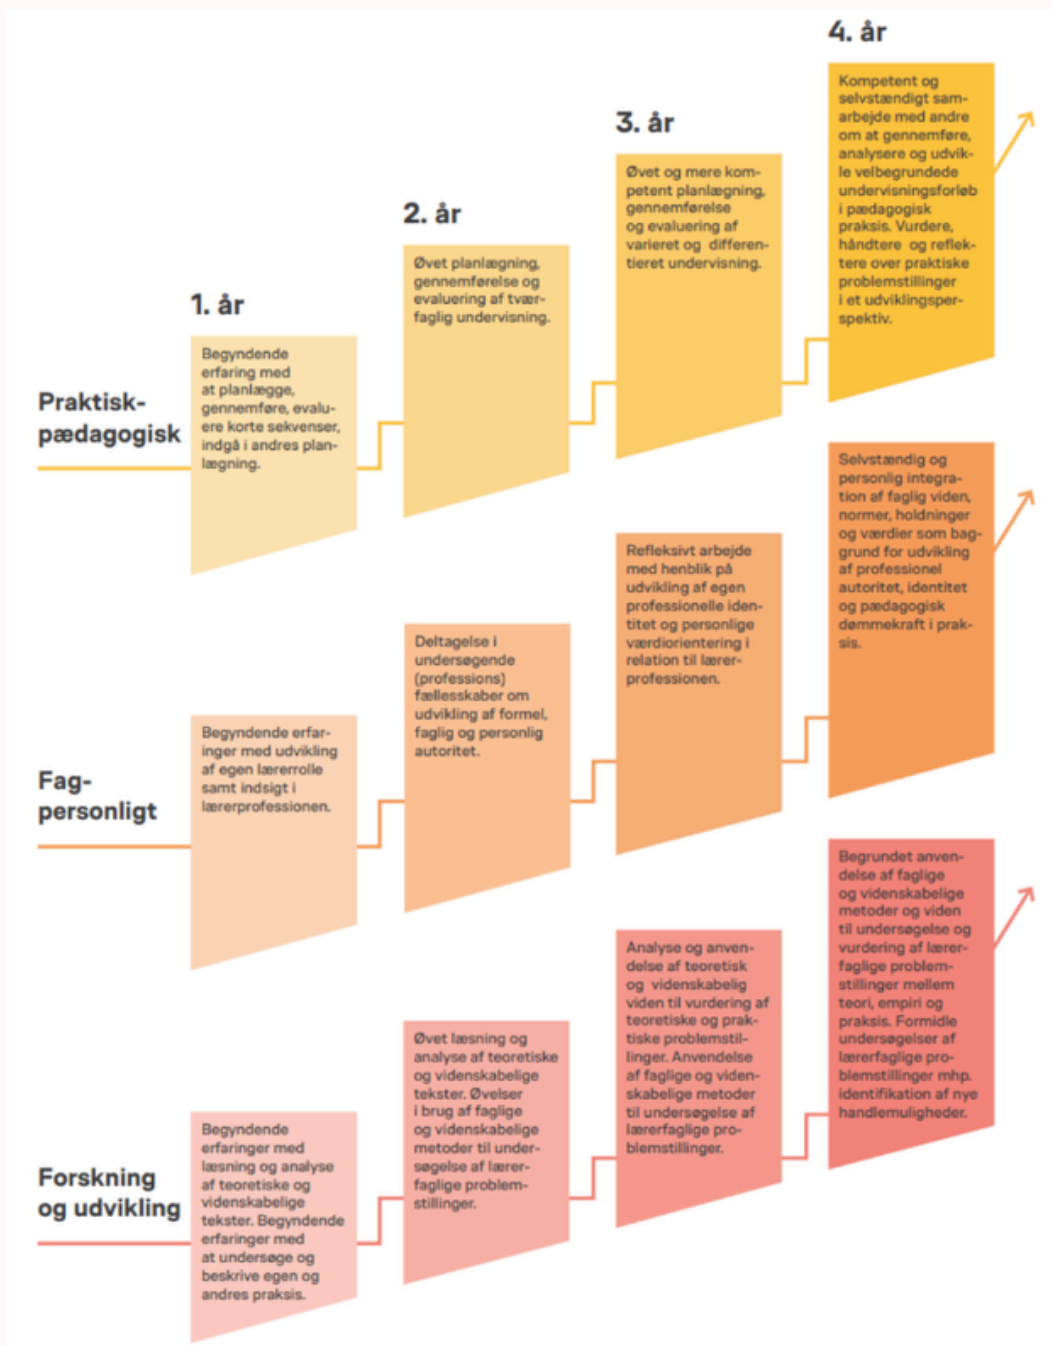 4. år
Kompetent og
selvstændigt sam-
arbejde med andre
om at gennemføre,
analysere og udvik-
le velbegrundede
undervisningsforløb
i pædagogisk
praksis. Vurdere,
håndtere og reflek-
tere over praktiske
problemstillinger
i et udviklingsper-
spektiv.
3. år
Øvet og mere kom-
petent planlægning,
gennemførelse
og evaluering af
varieret og differen-
tieret undervisning.
2. år
Øvet planlægning,
gennemførelse og
evaluering af tvær-
faglig undervisning.
1. år
Begyndende
erfaring med
at planlægge,
gennemføre, evalu-
ere korte sekvenser,
indgå i andres plan-
lægning.
Praktisk-
pædagogisk
Selvstændig og
personlig integra-
tion af faglig viden,
normer, holdninger
og værdier som bag-
grund for udvikling
af professionel
autoritet, identitet
og pædagogisk
dømmekraft i prak-
sis.
Refleksivt arbejde
med henblik på
udvikling af egen
professionelle iden-
titet og personlige
værdiorientering i
relation til lærer-
professionen.
Deltagelse i
undersøgende
(professions)
fællesskaber om
udvikling af formel,
faglig og personlig
autoritet.
Begyndende erfar-
inger med udvikling
af egen lærerrolle
samt indsigt i
lærerprofessionen.
Fag-
personligt
Begrundet anven-
delse af faglige
og videnskabelige
metoder og viden
til undersøgelse og
vurdering af lærer-
faglige problem-
stillinger mellem
teori, empiri og
praksis. Formidle
undersøgelser af
lærerfaglige pro-
blemstillinger mhp.
identifikation af nye
handlemuligheder.
Analyse og anven-
delse af teoretisk
og videnskabelig
viden til vurdering af
teoretiske og prak-
tiske problemstil-
linger. Anvendelse
af faglige og viden-
skabelige metoder
til undersøgelse af
lærerfaglige pro-
blemstillinger.
Øvet læsning og
analyse af teoretiske
og videnskabelige
tekster. Øvelser
i brug af faglige
og videnskabelige
metoder til under-
søgelse af lærer-
faglige problem-
stillinger.
Begyndende
erfaringer med
læsning og analyse
af teoretiske og
videnskabelige
tekster. Begyndende
erfaringer med
at undersøge og
beskrive egen og
andres praksis.
Forskning
og udvikling